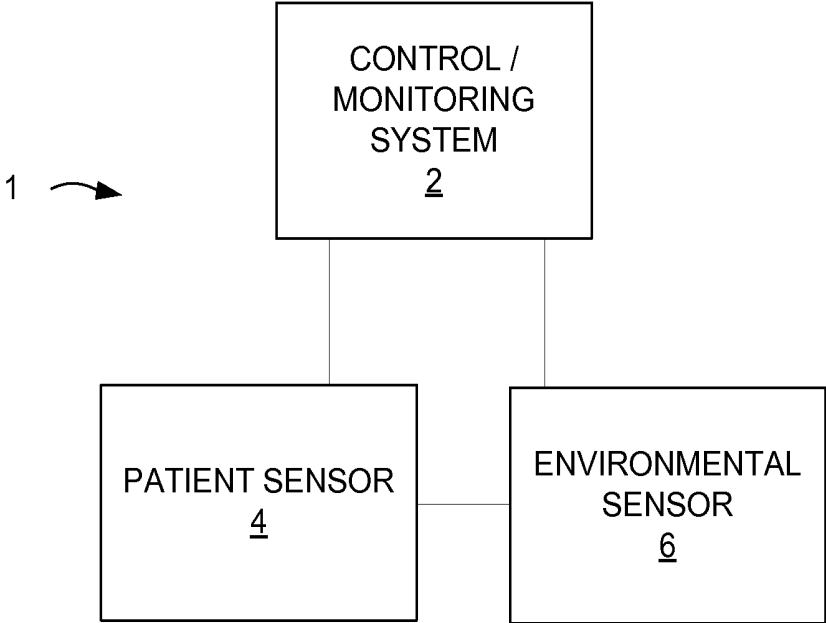 CONTROL /
MONITORING
SYSTEM
2
1
PATIENT SENSOR
4
ENVIRONMENTAL
SENSOR
6